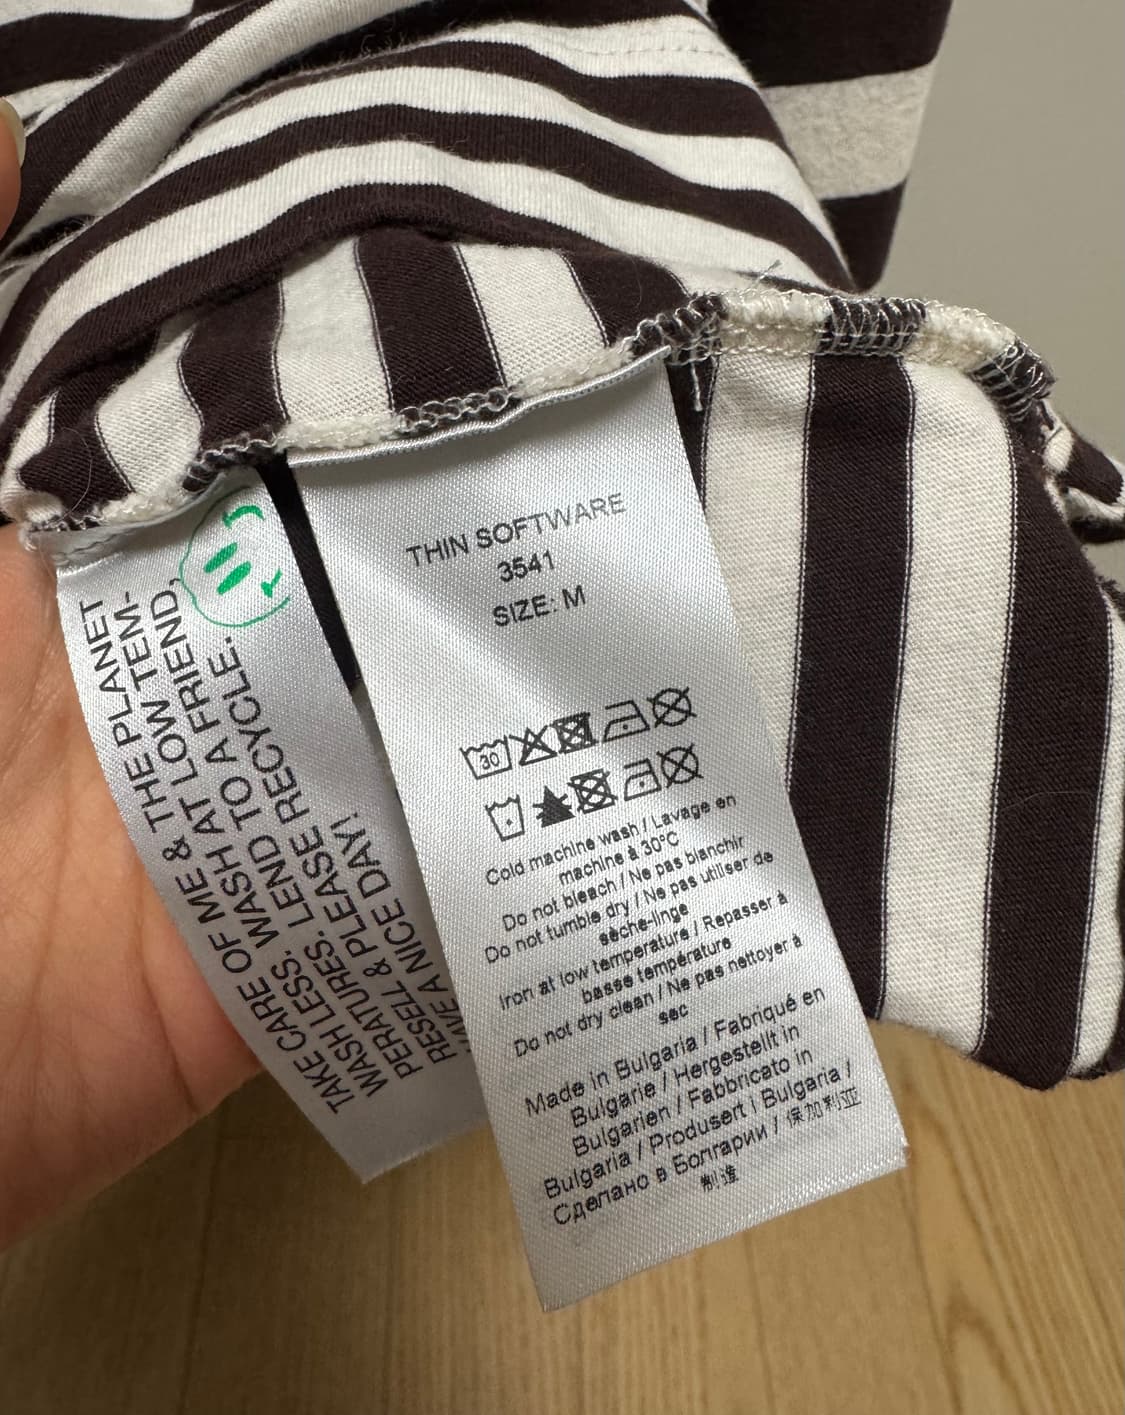 TAKE CARE OF ME & THE PLANET
WASH LESS. WASH AT LOW TEM-
PERATURES. LEND TO A FRIEND,
RESELL & PLEASE RECYCLE.
HAVE A NICE DAY!
THIN SOFTWARE
3541
SIZE: M
30
Cold machine wash / Lavage en
machine à 30°C
Do not bleach / Ne pas blanchir
Do not tumble dry / Ne pas utiliser de
sèche-linge
Iron at low temperature / Repasser à
basse température
Do not dry clean / Ne pas nettoyer à
sec
Made in Bulgaria / Fabriqué en
Bulgarie / Hergestellt in
Bulgarien / Fabbricato in
Bulgaria / Produsert i Bulgaria /
Сделано в Болгарии / 保加利亚
制造